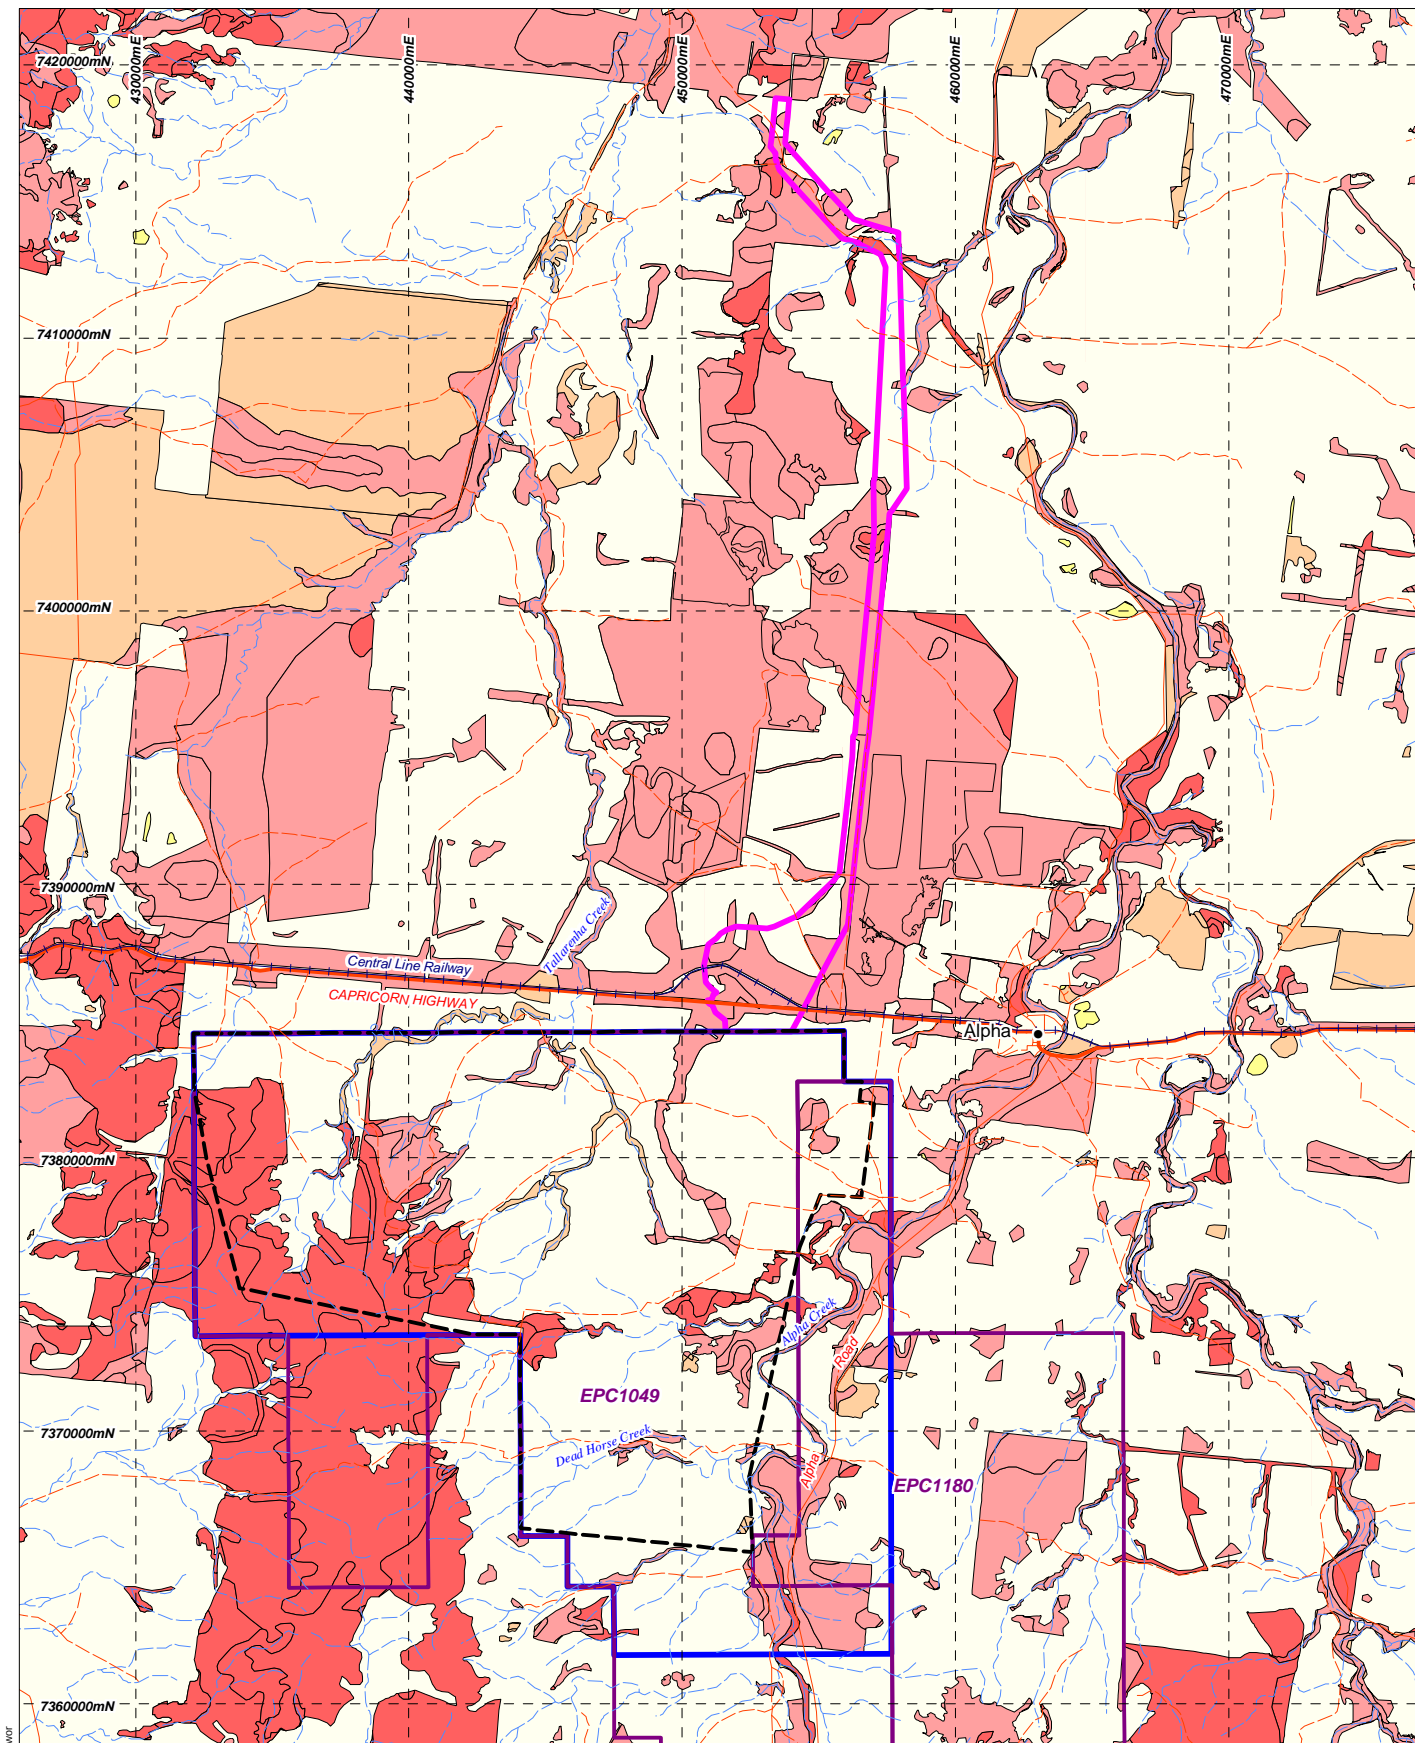 7420000mN
430000mE
440000mE
450000mE
460000mE
470000mE
7410000mN
7400000mN
7390000mN
Tallarenha Creek
Central Line Railway
CAPRICORN HIGHWAY
Alpha
7380000mN
Alpha Creek
Road
EPC1049
7370000mN
Dead Horse Creek
Alpha
EPC1180
7360000mN
wor